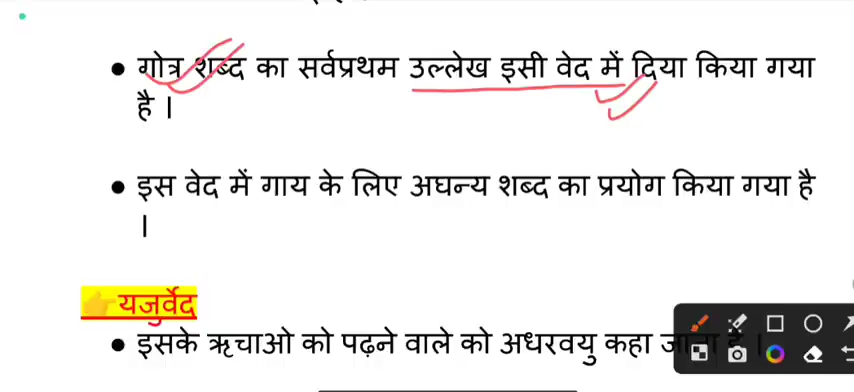 ● गोत्र शब्द का सर्वप्रथम उल्लेख इसी वेद में दिया किया गया
है ।
● इस वेद में गाय के लिए अघन्य शब्द का प्रयोग किया गया है
।
👉यजुर्वेद
● इसके ऋचाओ को पढ़ने वाले को अधरवयु कहा जाता है ।